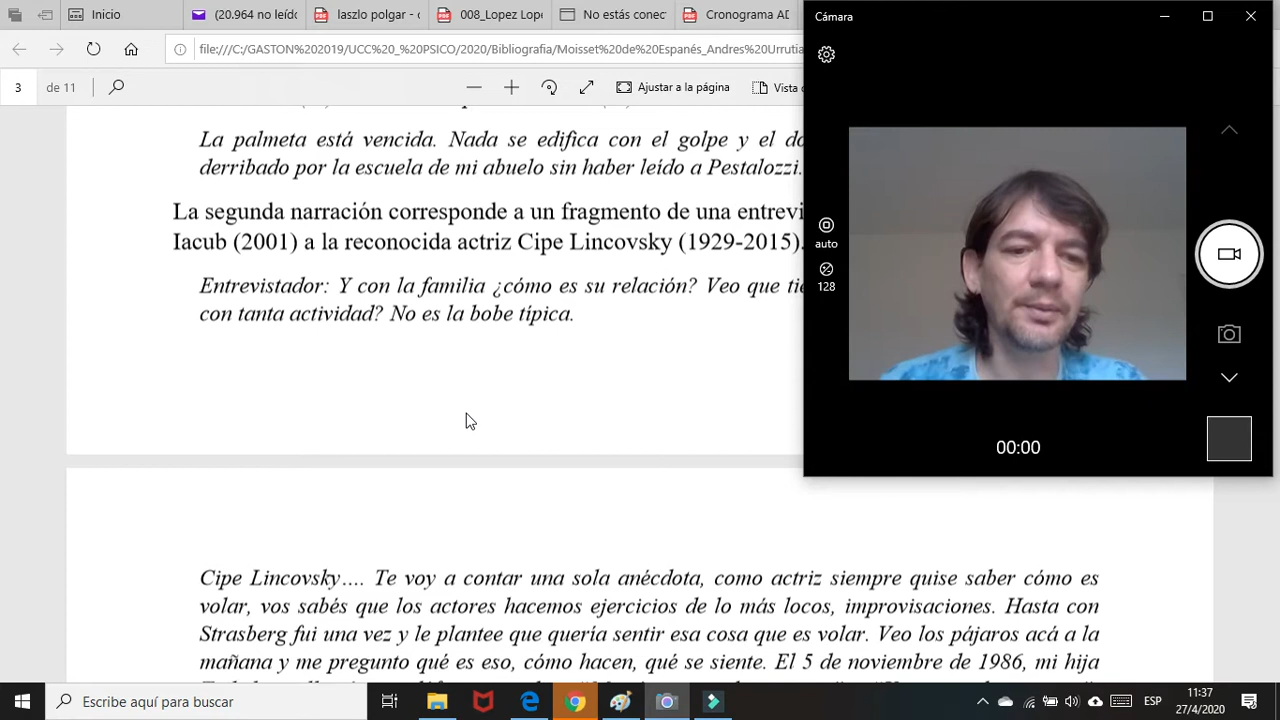 Inicio
(20.964 no leído
laszlo polgar - c
008_Lopez Lope
No estás conec
Cronograma AD
Cámara
file:///C:/GASTON%202019/UCC%20_%20PSICO/2020/Bibliografia/Moisset%20de%20Espanés_Andres%20Urrutia
3 de 11
Ajustar a la página
Vista d
La palmeta está vencida. Nada se edifica con el golpe y el do
derribado por la escuela de mi abuelo sin haber leído a Pestalozzi.
La segunda narración corresponde a un fragmento de una entrevi
Iacub (2001) a la reconocida actriz Cipe Lincovsky (1929-2015).
Entrevistador: Y con la familia ¿cómo es su relación? Veo que tie
con tanta actividad? No es la bobe típica.
auto
128
00:00
Cipe Lincovsky…. Te voy a contar una sola anécdota, como actriz siempre quise saber cómo es
volar, vos sabés que los actores hacemos ejercicios de lo más locos, improvisaciones. Hasta con
Strasberg fui una vez y le plantee que quería sentir esa cosa que es volar. Veo los pájaros acá a la
mañana y me pregunto qué es eso, cómo hacen, qué se siente. El 5 de noviembre de 1986, mi hija
Escribe aquí para buscar
ESP
11:37
27/4/2020